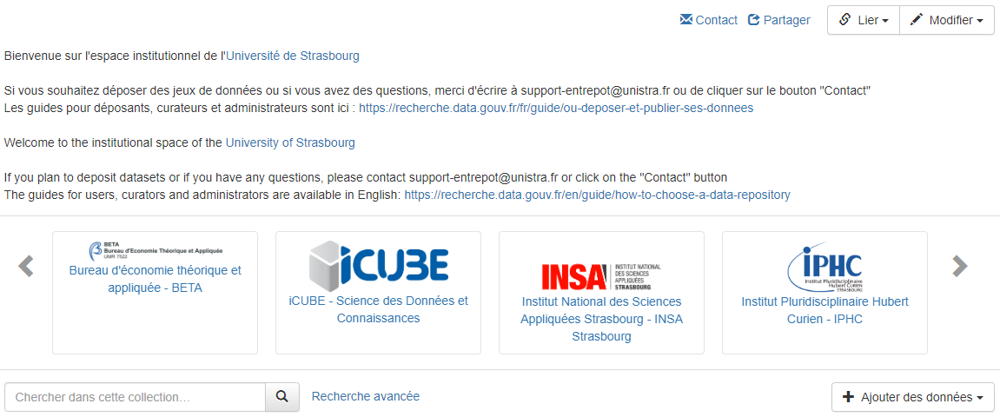 Contact Partager Lier Modifier
Bienvenue sur l'espace institutionnel de l'Université de Strasbourg
Si vous souhaitez déposer des jeux de données ou si vous avez des questions, merci d'écrire à support-entrepot@unistra.fr ou de cliquer sur le bouton "Contact"
Les guides pour déposants, curateurs et administrateurs sont ici : https://recherche.data.gouv.fr/fr/guide/ou-deposer-et-publier-ses-donnees
Welcome to the institutional space of the University of Strasbourg
If you plan to deposit datasets or if you have any questions, please contact support-entrepot@unistra.fr or click on the "Contact" button
The guides for users, curators and administrators are available in English: https://recherche.data.gouv.fr/en/guide/how-to-choose-a-data-repository
BETA
Bureau d'Economie Théorique et Appliquée
UMR 7522
Bureau d'économie théorique et
appliquée - BETA
iCUBE
iCUBE - Science des Données et
Connaissances
INSA
INSTITUT NATIONAL
DES SCIENCES
APPLIQUÉES
STRASBOURG
Institut National des Sciences
Appliquées Strasbourg - INSA
Strasbourg
iPHC
Institut Pluridisciplinaire
Hubert CURIEN
STRASBOURG
Institut Pluridisciplinaire Hubert
Curien - IPHC
Chercher dans cette collection… Recherche avancée Ajouter des données